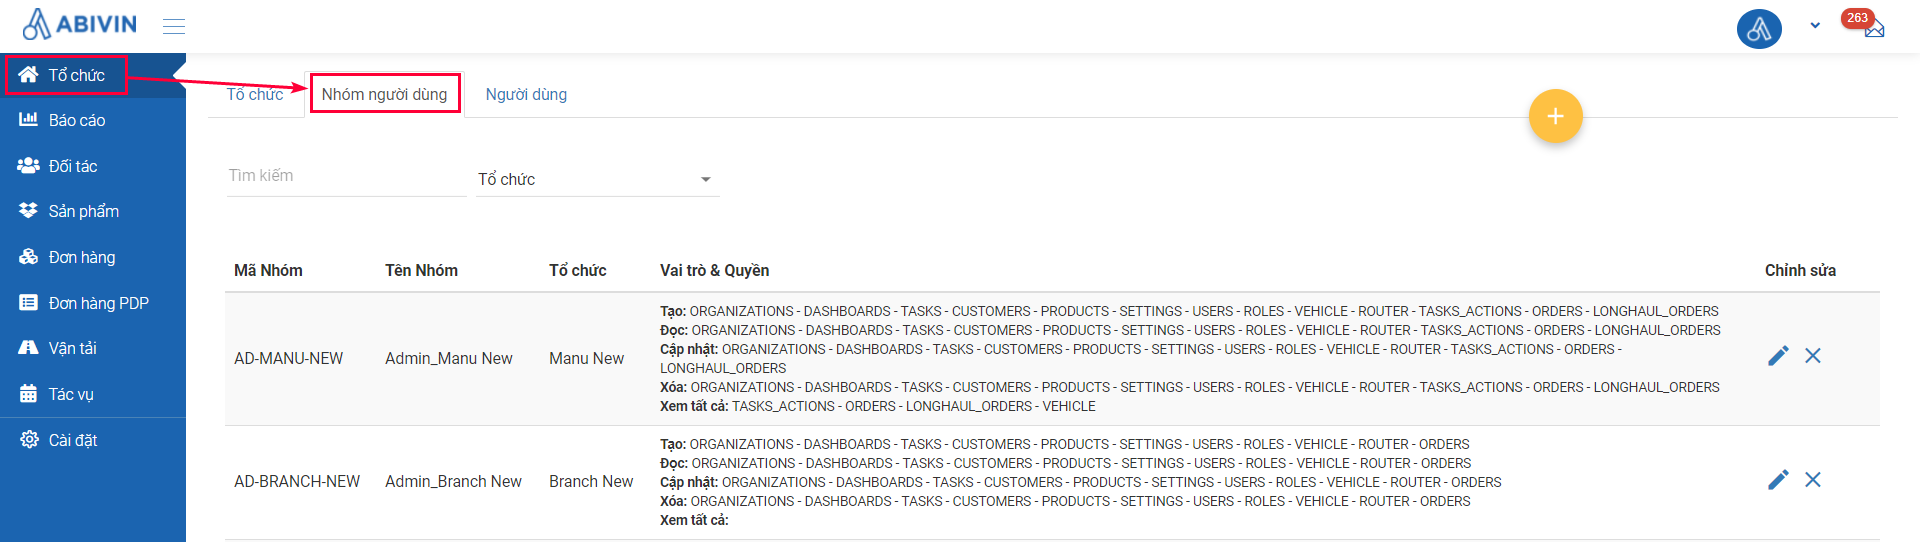 ABIVIN
263
Tổ chức
Báo cáo
Đối tác
Sản phẩm
Đơn hàng
Đơn hàng PDP
Vận tải
Tác vụ
Cài đặt
Tổ chức Nhóm người dùng Người dùng
+
Tìm kiếm Tổ chức
Mã Nhóm Tên Nhóm Tổ chức Vai trò & Quyền Chỉnh sửa
AD-MANU-NEW Admin_Manu New Manu New
Tạo: ORGANIZATIONS - DASHBOARDS - TASKS - CUSTOMERS - PRODUCTS - SETTINGS - USERS - ROLES - VEHICLE - ROUTER - TASKS_ACTIONS - ORDERS - LONGHAUL_ORDERS
Đọc: ORGANIZATIONS - DASHBOARDS - TASKS - CUSTOMERS - PRODUCTS - SETTINGS - USERS - ROLES - VEHICLE - ROUTER - TASKS_ACTIONS - ORDERS - LONGHAUL_ORDERS
Cập nhật: ORGANIZATIONS - DASHBOARDS - TASKS - CUSTOMERS - PRODUCTS - SETTINGS - USERS - ROLES - VEHICLE - ROUTER - TASKS_ACTIONS - ORDERS -
LONGHAUL_ORDERS
Xóa: ORGANIZATIONS - DASHBOARDS - TASKS - CUSTOMERS - PRODUCTS - SETTINGS - USERS - ROLES - VEHICLE - ROUTER - TASKS_ACTIONS - ORDERS - LONGHAUL_ORDERS
Xem tất cả: TASKS_ACTIONS - ORDERS - LONGHAUL_ORDERS - VEHICLE
AD-BRANCH-NEW Admin_Branch New Branch New
Tạo: ORGANIZATIONS - DASHBOARDS - TASKS - CUSTOMERS - PRODUCTS - SETTINGS - USERS - ROLES - VEHICLE - ROUTER - ORDERS
Đọc: ORGANIZATIONS - DASHBOARDS - TASKS - CUSTOMERS - PRODUCTS - SETTINGS - USERS - ROLES - VEHICLE - ROUTER - ORDERS
Cập nhật: ORGANIZATIONS - DASHBOARDS - TASKS - CUSTOMERS - PRODUCTS - SETTINGS - USERS - ROLES - VEHICLE - ROUTER - ORDERS
Xóa: ORGANIZATIONS - DASHBOARDS - TASKS - CUSTOMERS - PRODUCTS - SETTINGS - USERS - ROLES - VEHICLE - ROUTER - ORDERS
Xem tất cả: